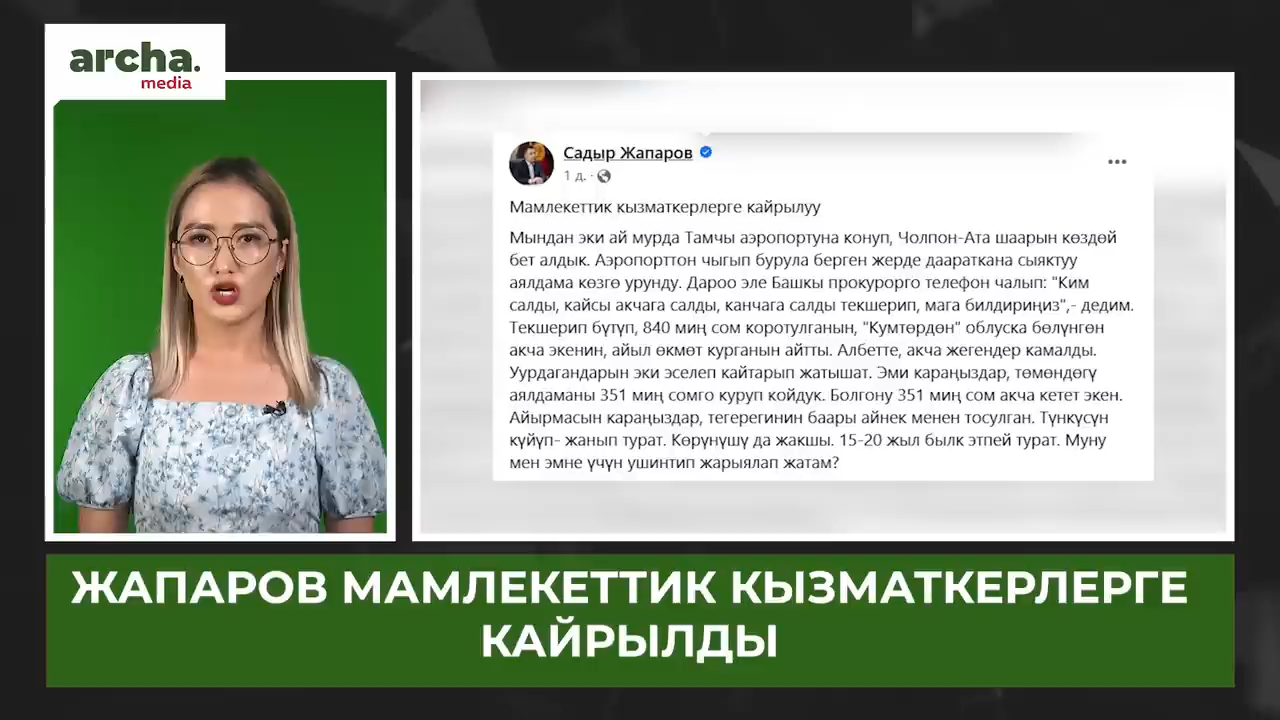 archa.
media
Садыр Жапаров
1 д. ·
Мамлекеттик кызматкерлерге кайрылуу
Мындан эки ай мурда Тамчы аэропортуна конуп, Чолпон-Ата шаарын көздөй
бет алдык. Аэропорттон чыгып бурула берген жерде даараткана сыяктуу
аялдама көзгө урунду. Дароо эле Башкы прокурорго телефон чалып: "Ким
салды, кайсы акчага салды, канчага салды текшерип, мага билдириңиз",- дедим.
Текшерип бүтүп, 840 миң сом коротулганын, "Кумтөрдөн" облуска бөлүнгөн
акча экенин, айыл өкмөт курганын айтты. Албетте, акча жегендер камалды.
Уурдагандарын эки эселеп кайтарып жатышат. Эми караңыздар, төмөндөгү
аялдаманы 351 миң сомго куруп койдук. Болгону 351 миң сом акча кетет экен.
Айырмасын караңыздар, тегерегинин баары айнек менен тосулган. Түнкүсүн
күйүп- жанып турат. Көрүнүшү да жакшы. 15-20 жыл былк этпей турат. Муну
мен эмне үчүн ушинтип жарыялап жатам?
ЖАПАРОВ МАМЛЕКЕТТИК КЫЗМАТКЕРЛЕРГЕ
КАЙРЫЛДЫ